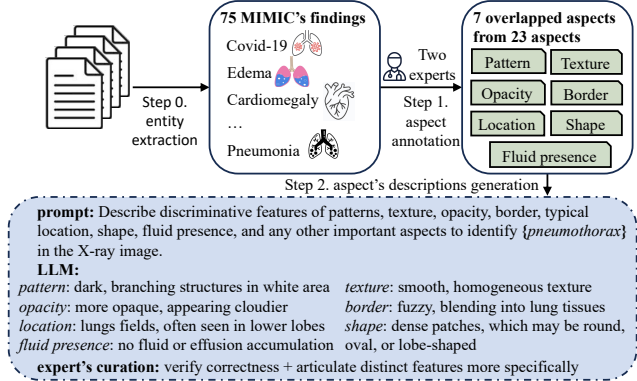 75 MIMIC's findings
Covid-19
Edema
Cardiomegaly
...
Pneumonia
Step 0.
entity
extraction
Two
experts
Step 1.
aspect
annotation
7 overlapped aspects
from 23 aspects
Pattern
Texture
Opacity
Border
Location
Shape
Fluid presence
Step 2. aspect's descriptions generation
prompt: Describe discriminative features of patterns, texture, opacity, border, typical
location, shape, fluid presence, and any other important aspects to identify {pneumothorax}
in the X-ray image.
LLM:
pattern: dark, branching structures in white area
texture: smooth, homogeneous texture
opacity: more opaque, appearing cloudier
border: fuzzy, blending into lung tissues
location: lungs fields, often seen in lower lobes
shape: dense patches, which may be round,
oval, or lobe-shaped
fluid presence: no fluid or effusion accumulation
expert's curation: verify correctness + articulate distinct features more specifically